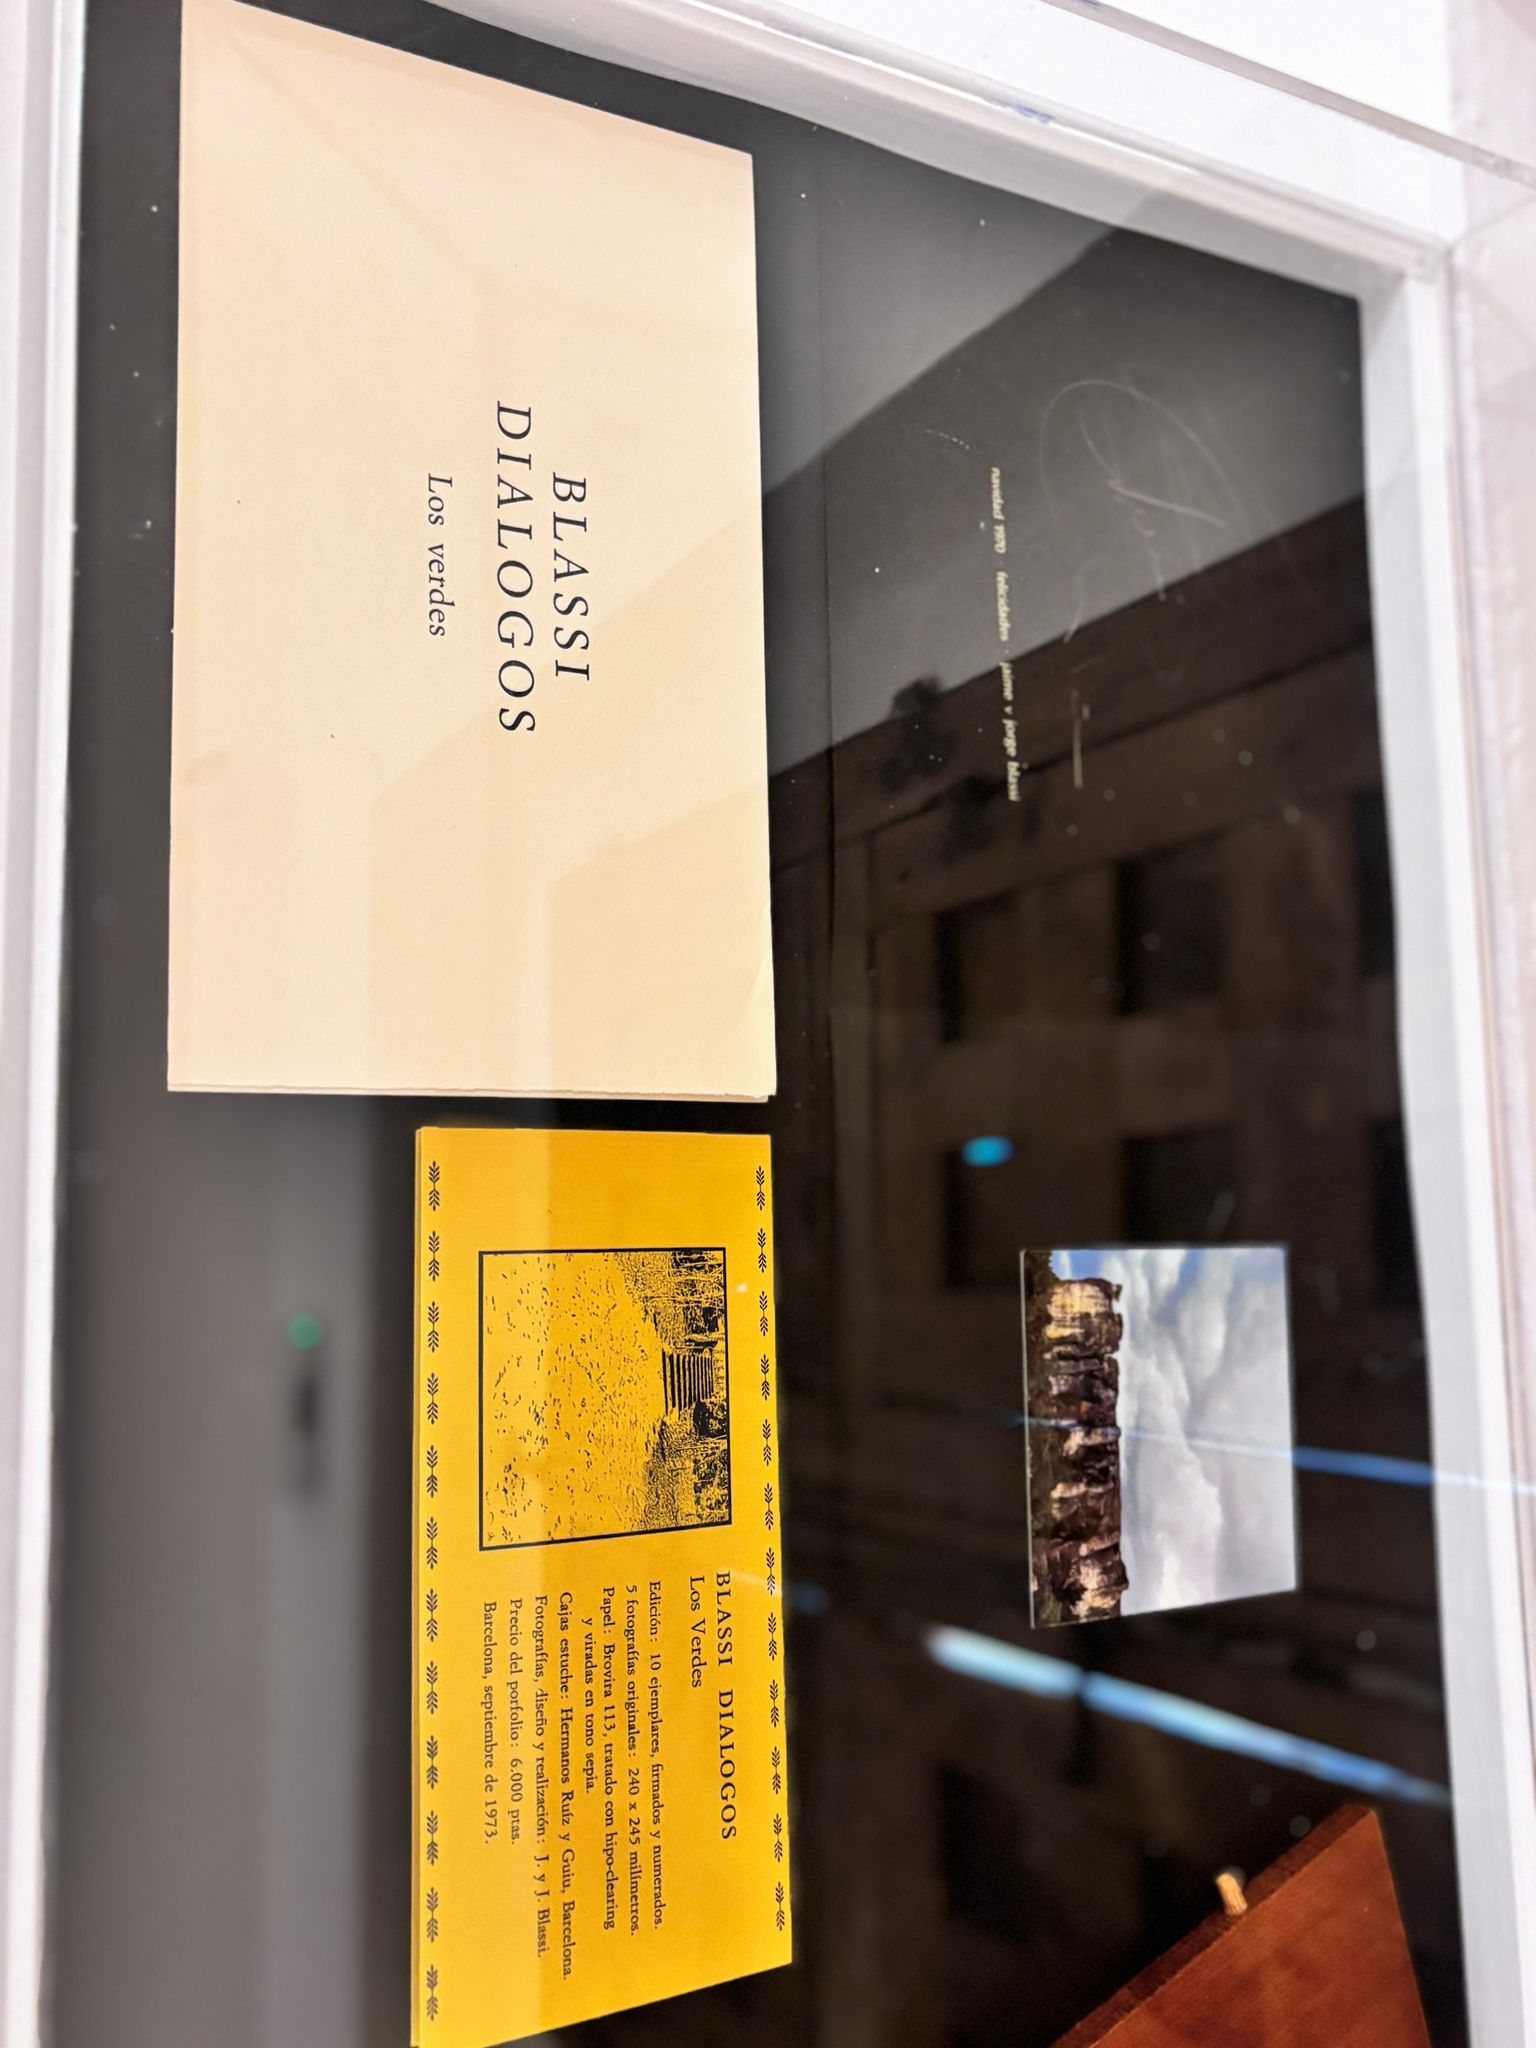 BLASSI
DIALOGOS
Los verdes
navidad 1970 · felicidades · jaime y jorge blassi
BLASSI DIALOGOS
Los Verdes
Edición: 10 ejemplares, firmados y numerados.
5 fotografías originales: 240 x 245 milímetros.
Papel: Brovira 113, tratado con hipo-clearing
y viradas en tono sepia.
Cajas estuche: Hermanos Ruíz y Guiu, Barcelona.
Fotografías, diseño y realización: J. y J. Blassi.
Precio del porfolio: 6.000 ptas.
Barcelona, septiembre de 1973.